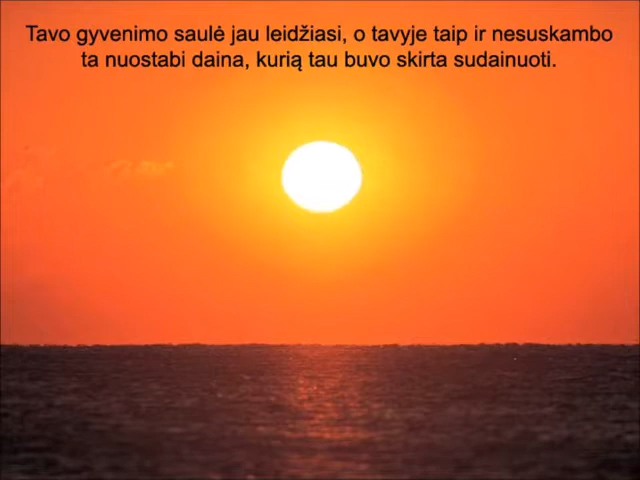 Tavo gyvenimo saulė jau leidžiasi, o tavyje taip ir nesuskambo
ta nuostabi daina, kurią tau buvo skirta sudainuoti.